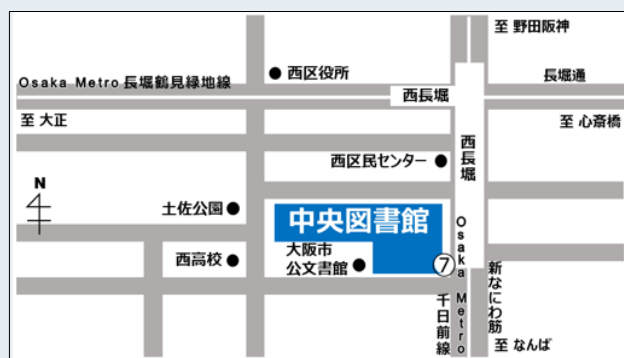 至 野田阪神
西区役所
長堀通
Osaka Metro 長堀鶴見緑地線
西長堀
至 大正
至 心斎橋
西長堀
西区民センター
N
土佐公園
中央図書館
西高校
大阪市
公文書館
⑦
Osaka Metro
千日前線
新なにわ筋
至 なんば